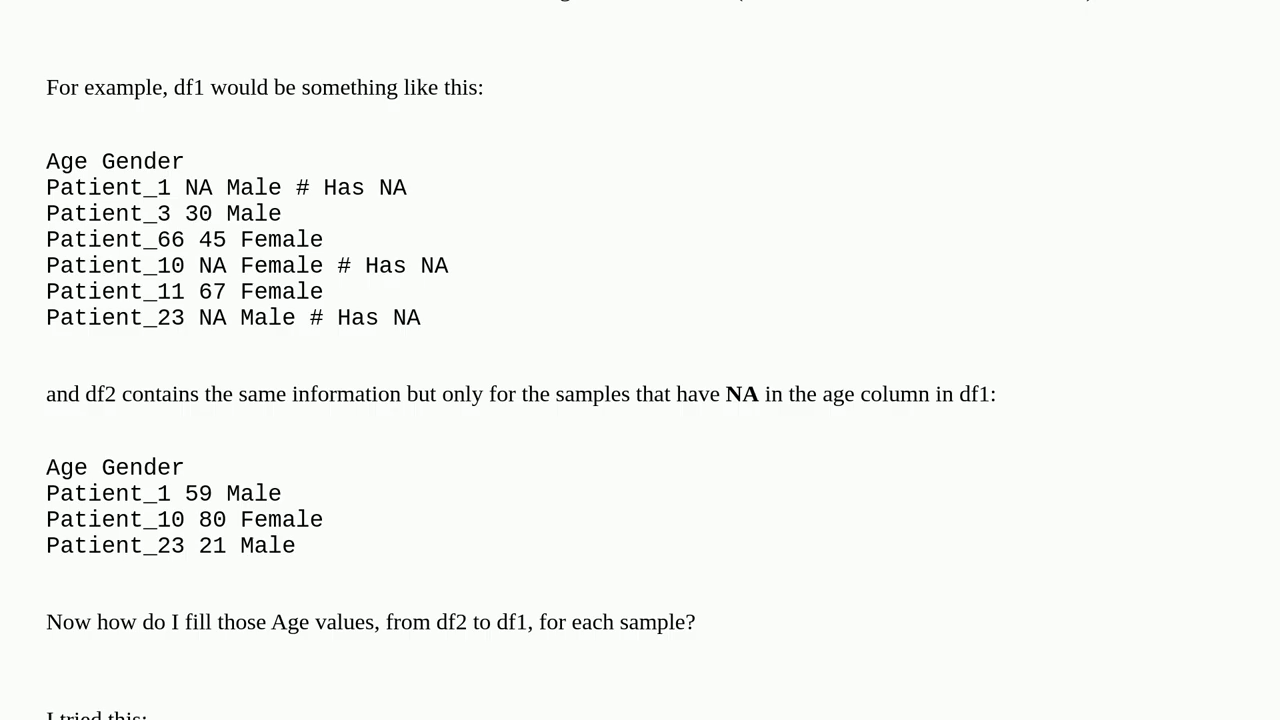 For example, df1 would be something like this:
Age Gender
Patient_1 NA Male # Has NA
Patient_3 30 Male
Patient_66 45 Female
Patient_10 NA Female # Has NA
Patient_11 67 Female
Patient_23 NA Male # Has NA
and df2 contains the same information but only for the samples that have NA in the age column in df1:
Age Gender
Patient_1 59 Male
Patient_10 80 Female
Patient_23 21 Male
Now how do I fill those Age values, from df2 to df1, for each sample?
I tried this: